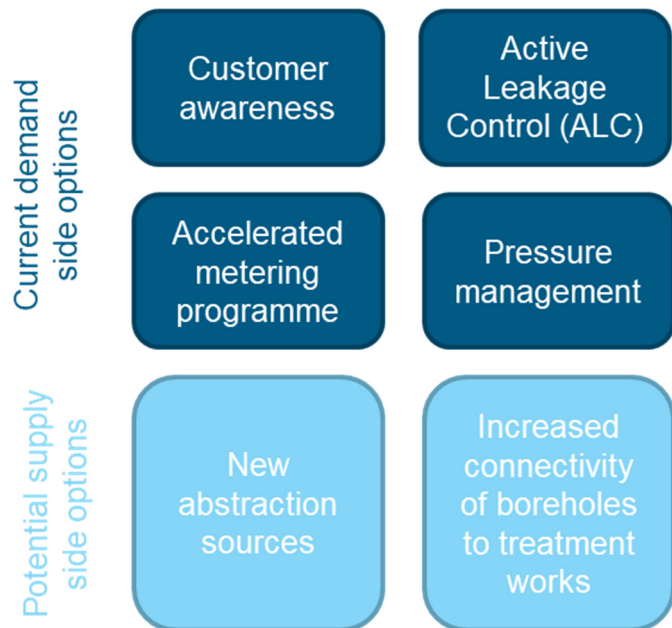 Current demand
side options
Customer
awareness
Active
Leakage
Control (ALC)
Accelerated
metering
programme
Pressure
management
Potential supply
side options
New
abstraction
sources
Increased
connectivity
of boreholes
to treatment
works